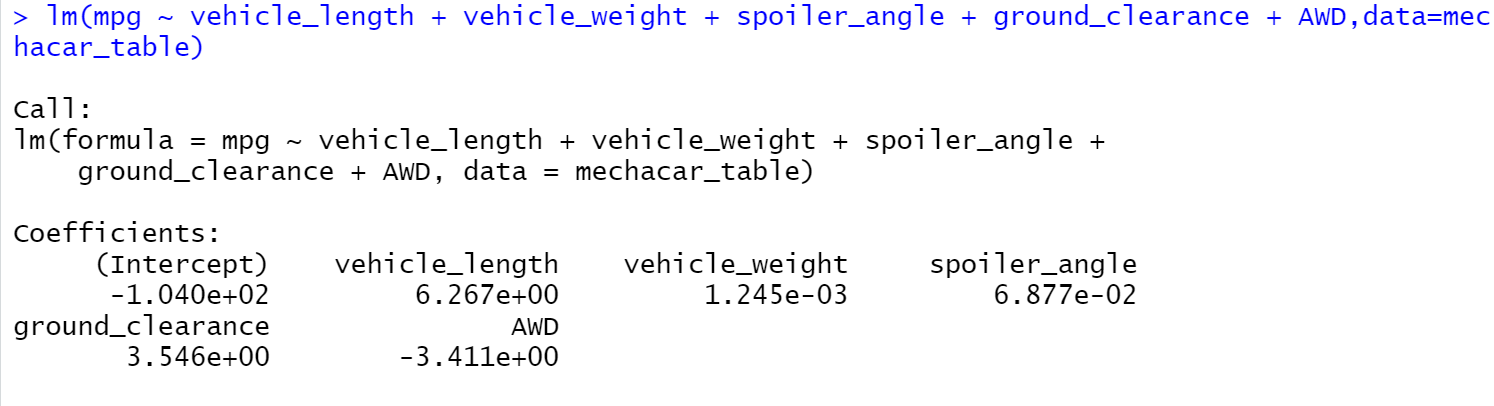 > lm(mpg ~ vehicle_length + vehicle_weight + spoiler_angle + ground_clearance + AWD,data=mec
hacar_table)
Call:
lm(formula = mpg ~ vehicle_length + vehicle_weight + spoiler_angle +
    ground_clearance + AWD, data = mechacar_table)
Coefficients:
     (Intercept)    vehicle_length    vehicle_weight     spoiler_angle
      -1.040e+02         6.267e+00         1.245e-03         6.877e-02
ground_clearance               AWD
       3.546e+00        -3.411e+00